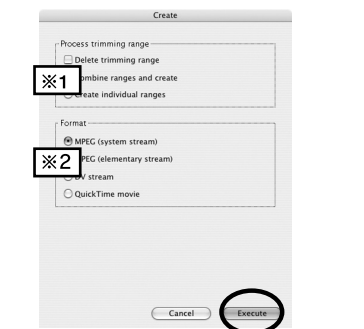 Create
Process trimming range
Delete trimming range
※1
ombine ranges and create
reate individual ranges
Format
MPEG (system stream)
※2
PEG (elementary stream)
V stream
QuickTime movie
Cancel
Execute